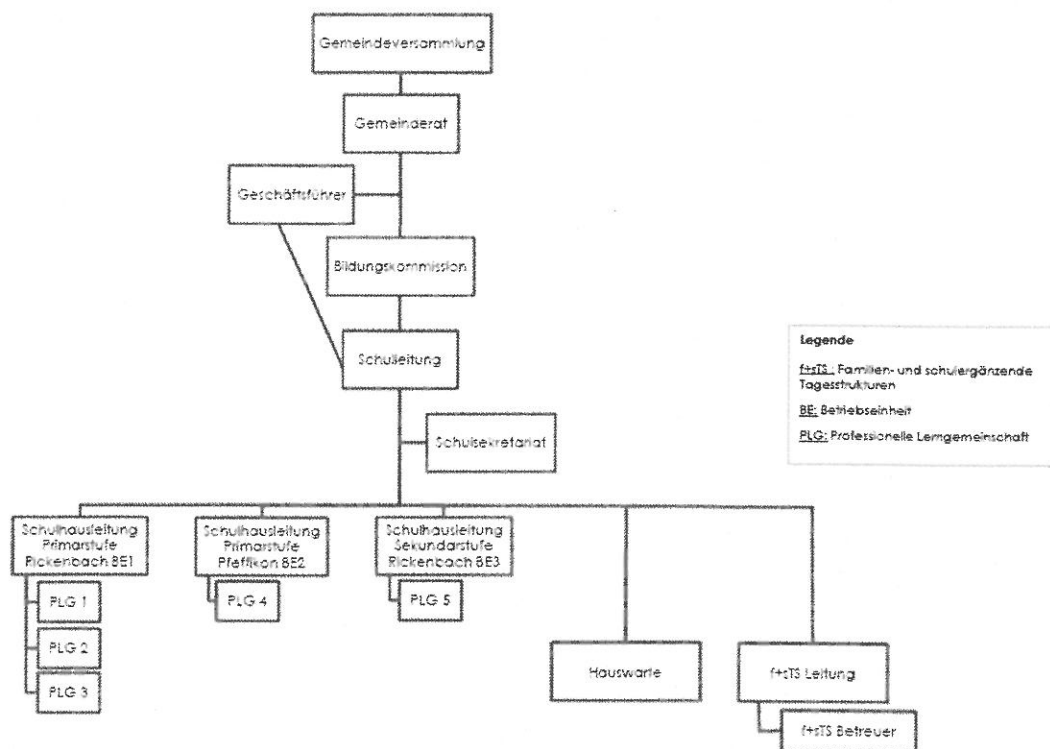 Gemeindeversammlung
Gemeinderat
Geschäftsführer
Bildungskommission
Schulleitung
Schulsekretariat
Legende
f+sTS : Familien- und schulergänzende
Tagesstrukturen
BE: Betriebseinheit
PLG: Professionelle Lerngemeinschaft
Schulhausleitung
Primarstufe
Rickenbach BE1
PLG 1
PLG 2
PLG 3
Schulhausleitung
Primarstufe
Pfeffikon BE2
PLG 4
Schulhausleitung
Sekundarstufe
Rickenbach BE3
PLG 5
Hauswarte
f+sTS Leitung
f+sTS Betreuer